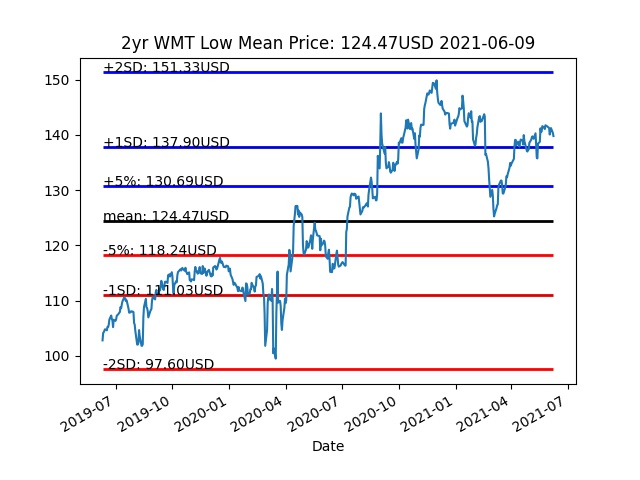 2yr WMT Low Mean Price: 124.47USD 2021-06-09
+2SD: 151.33USD
150
140
+1SD: 137.90USD
+5%: 130.69USD
130
mean: 124.47USD
120
-5%: 118.24USD
-1SD: 111.03USD
110
100
-2SD: 97.60USD
2019-07
2019-10
2020-01
2020-04
2020-07
2020-10
2021-01
2021-04
2021-07
Date